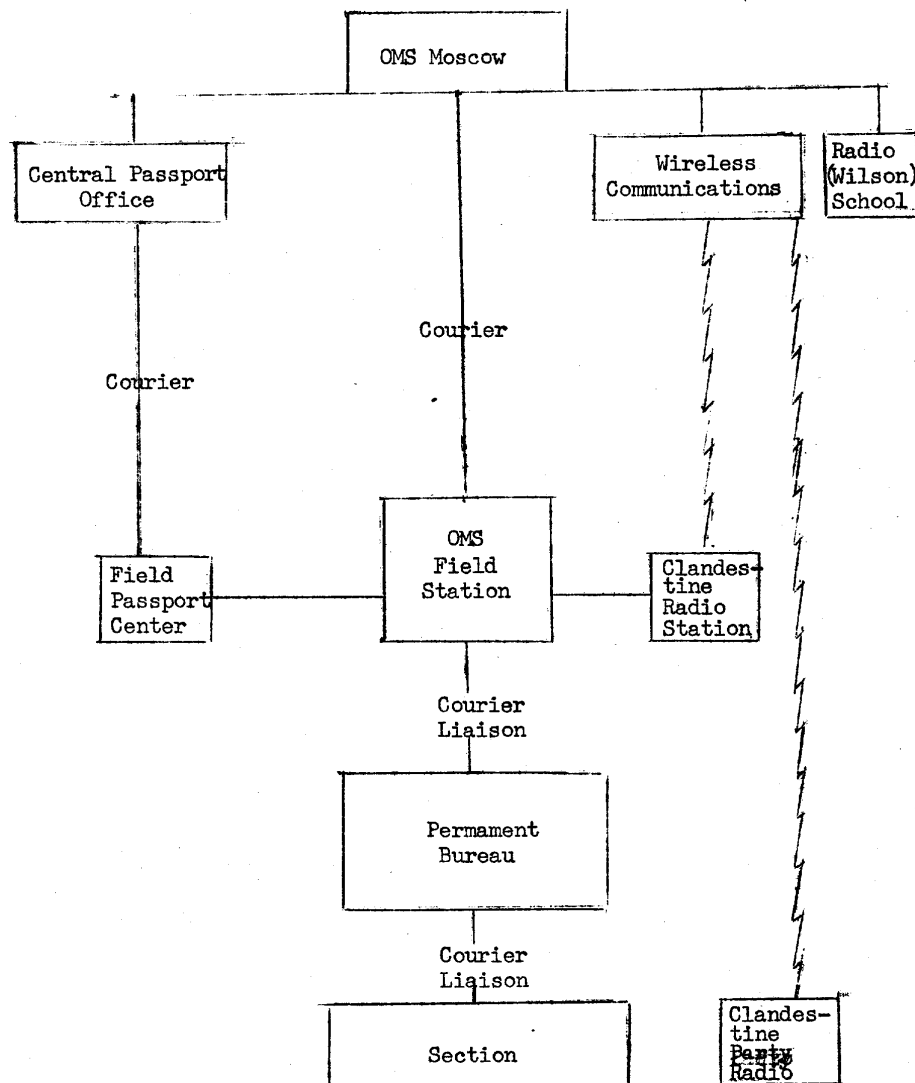 OMS Moscow
Central Passport
Office
Wireless
Communications
Radio
(Wilson)
School
Courier
Courier
Field
Passport
Center
OMS
Field
Station
Clandes-
tine
Radio
Station
Courier
Liaison
Permament
Bureau
Courier
Liaison
Section
Clandes-
tine
Party
Radio